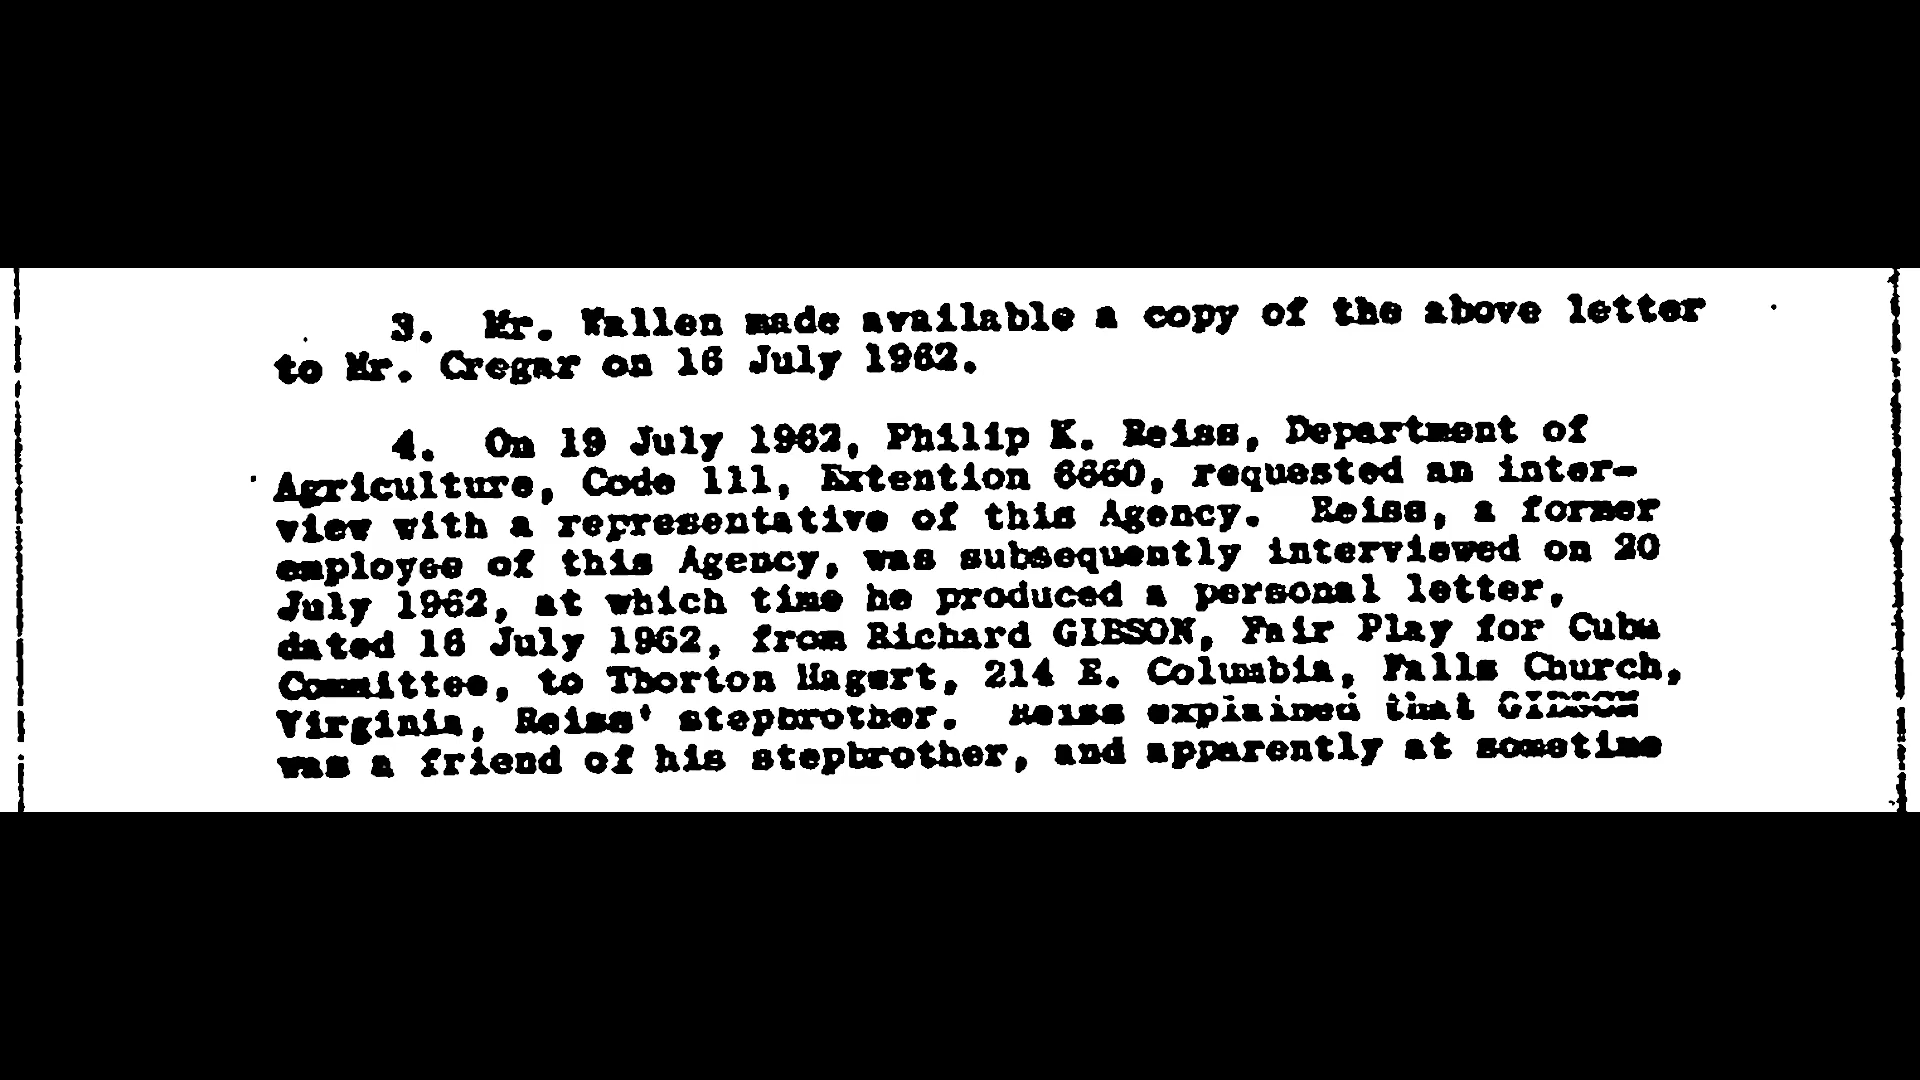 3. Mr. Wallen made available a copy of the above letter
to Mr. Cregar on 16 July 1962.
4. On 19 July 1962, Philip K. Reiss, Department of
Agriculture, Code 111, Extention 6660, requested an inter-
view with a representative of this Agency. Reiss, a former
employee of this Agency, was subsequently interviewed on 20
July 1962, at which time he produced a personal letter,
dated 16 July 1962, from Richard GIBSON, Fair Play for Cuba
Committee, to Thorton Hagert, 214 E. Columbia, Falls Church,
Virginia, Reiss' stepbrother. Reiss explained that GIBSON
was a friend of his stepbrother, and apparently at sometime